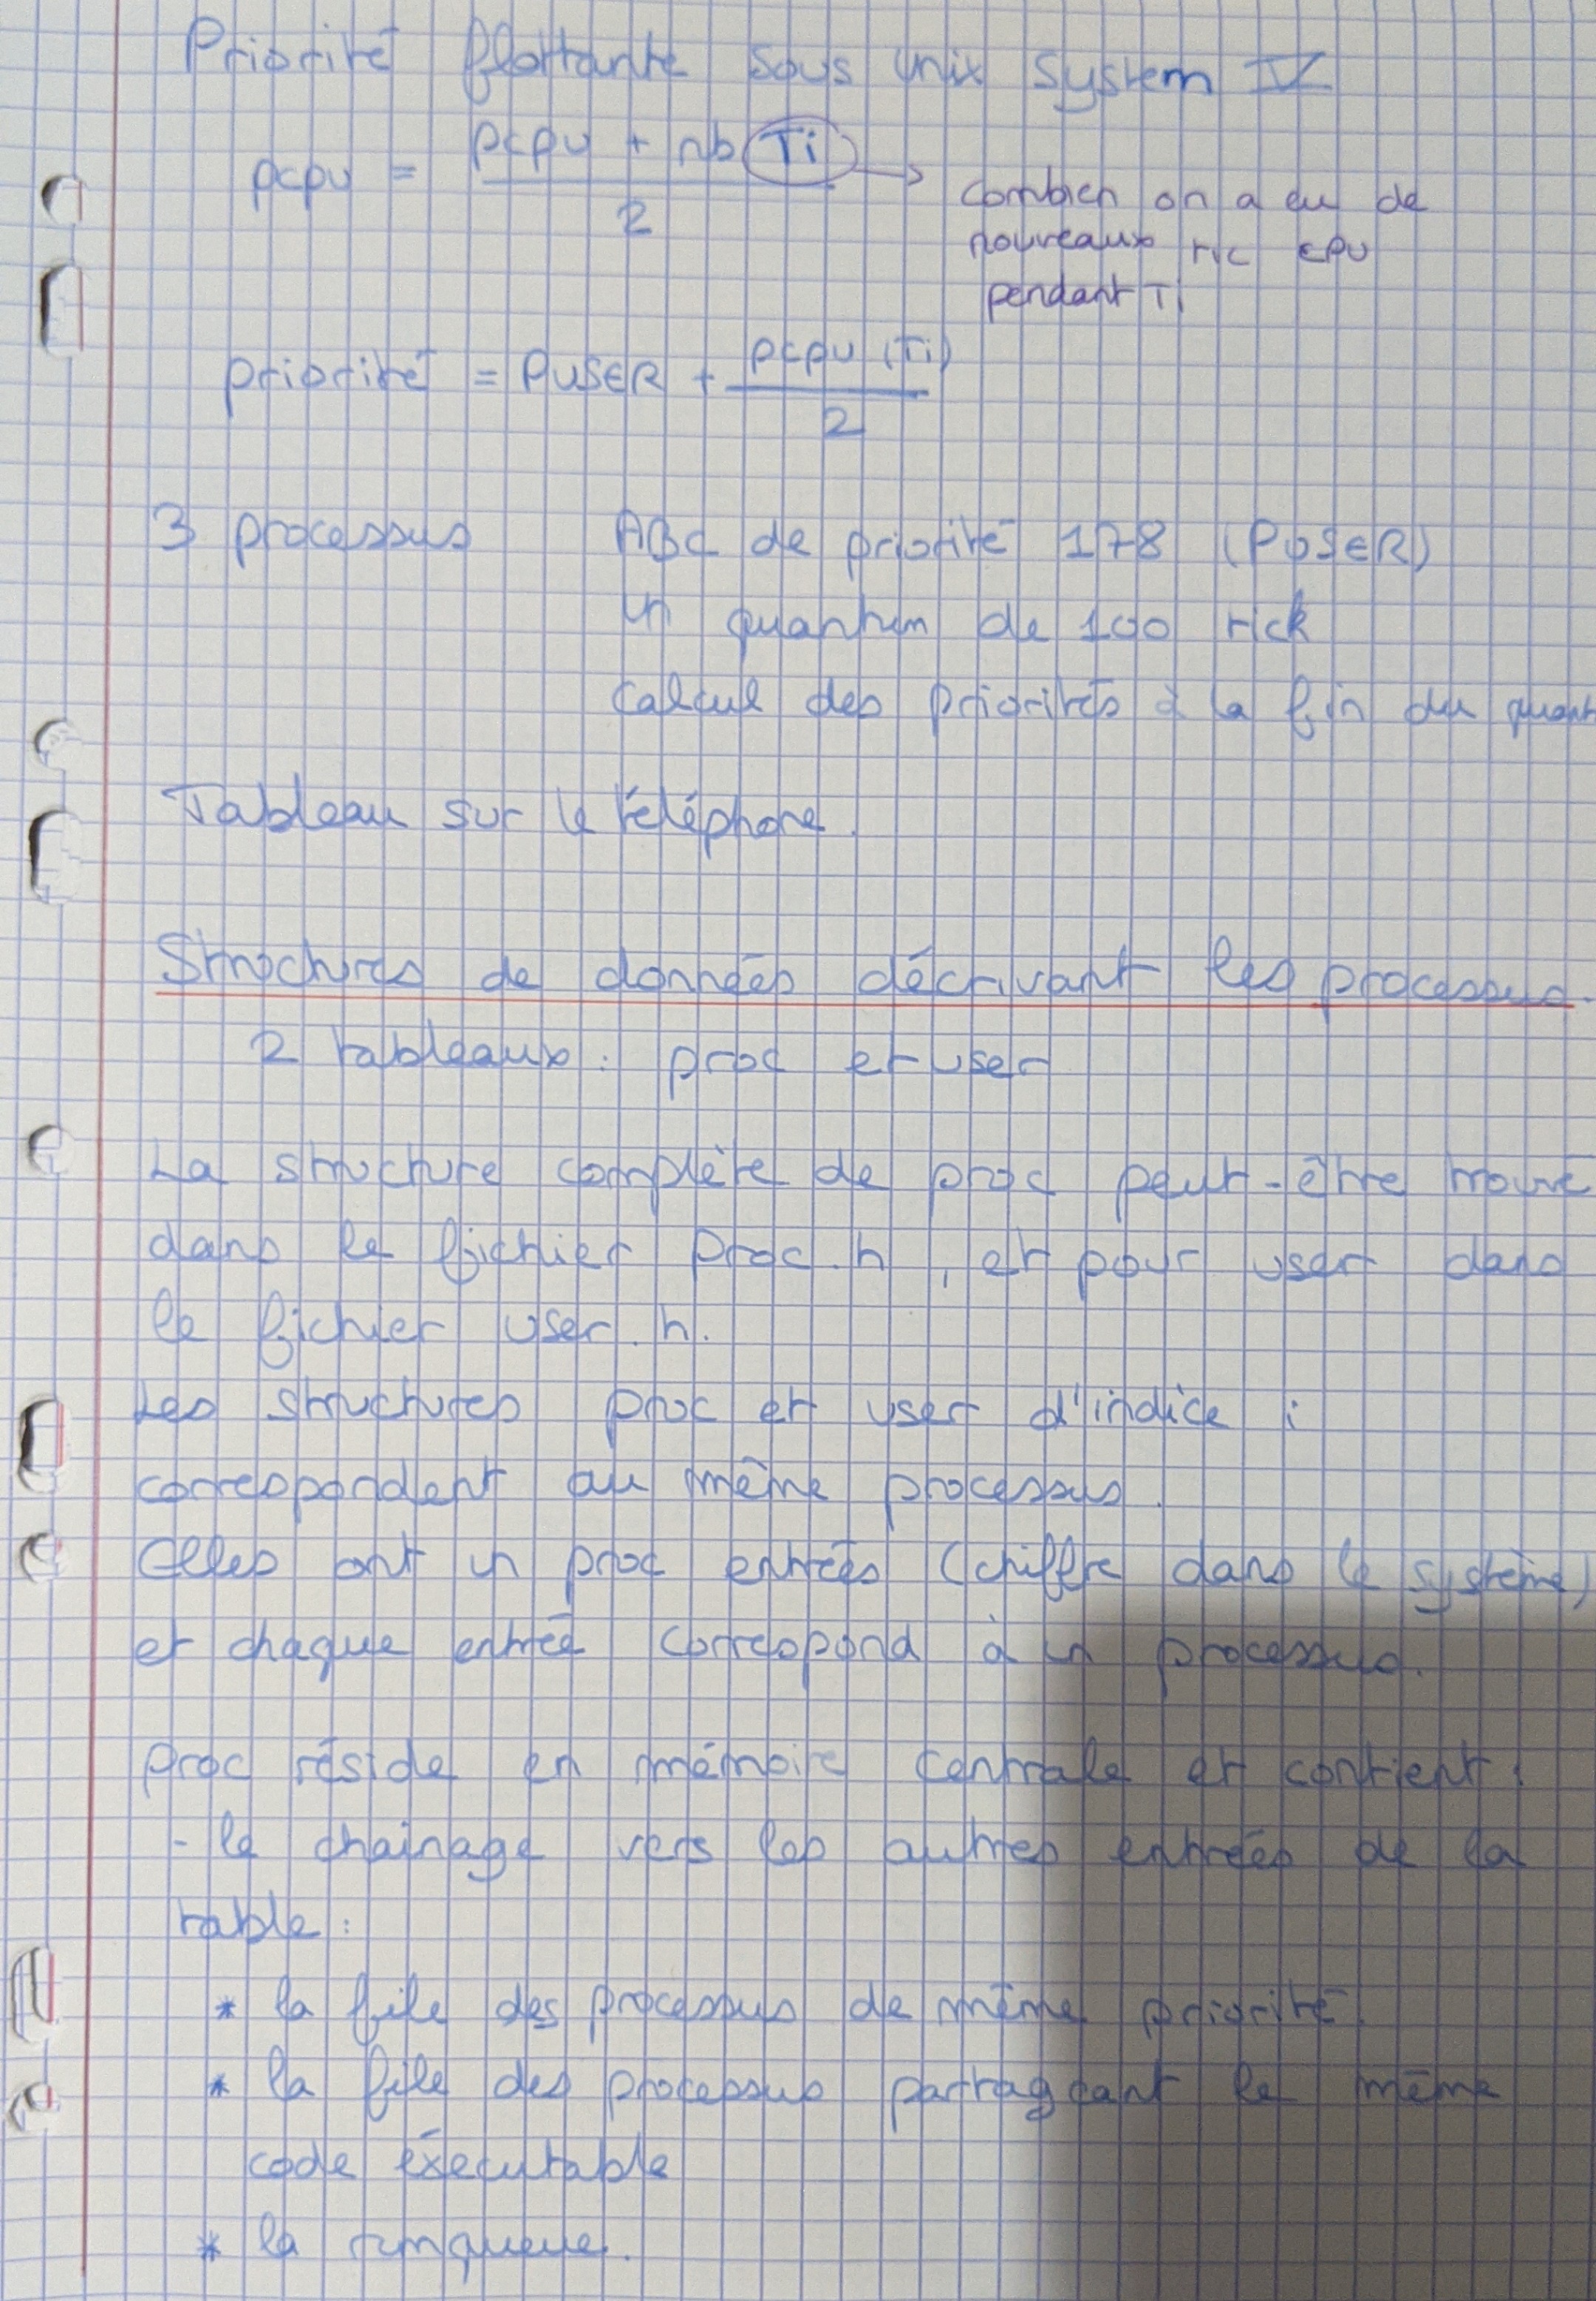 Priorité flottante sous Unix System V
pcpu = pcpu + nb Ti / 2 → combien on a eu de
nouveaux tic CPU
pendant Ti
priorité = PUSER + pcpu (Ti) / 2
3 processus ABC de priorité 178 (PUSER)
un quantum de 100 tick
calcul des priorités à la fin du quant
Tableau sur le téléphone.
Structures de données décrivant les processus.
2 tableaux : proc et user
La structure complète de proc peut-être trouvé
dans le fichier proc.h, et pour user dans
le fichier user.h.
Les structures proc et user d'indice i
correspondent au même processus.
Elles ont un proc entrées (chiffre dans le système)
et chaque entrée correspond à un processus.
proc réside en mémoire centrale et contient :
- le chainage vers les autres entrées de la
table :
* la file des processus de même priorité.
* la file des processus partageant le même
code éxécutable
* la runqueue.